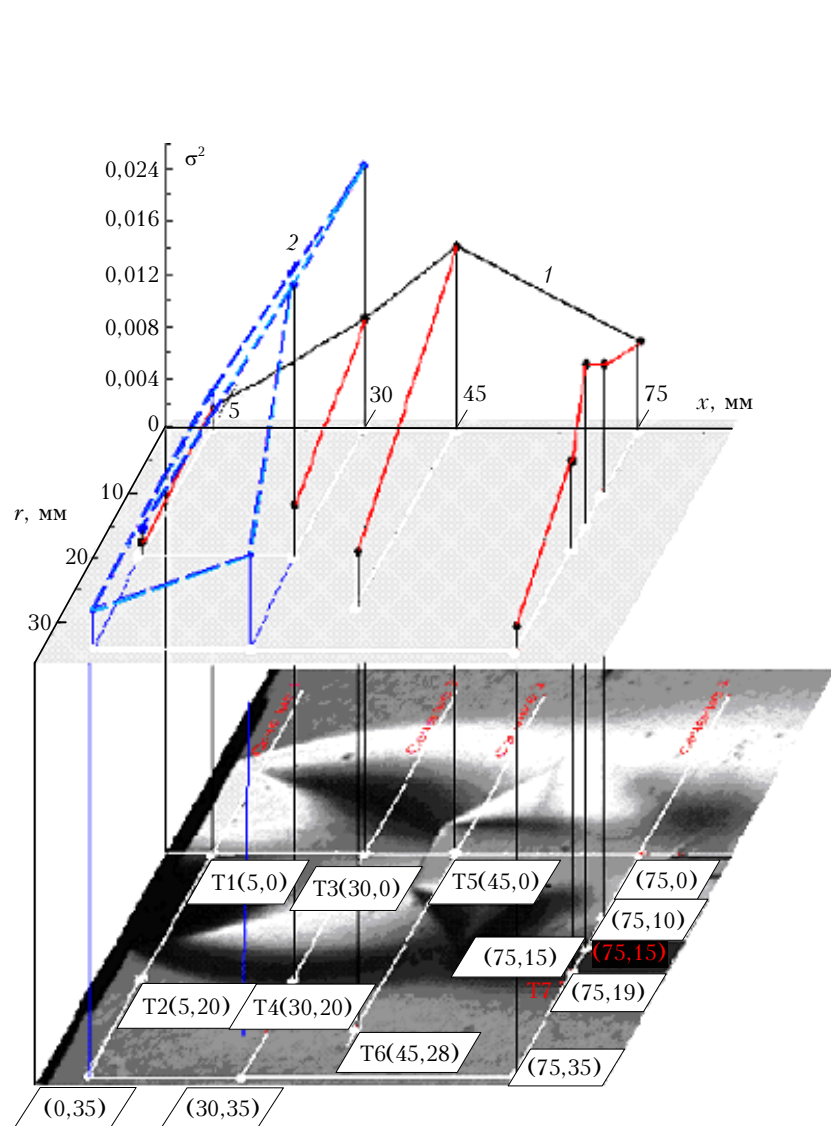 σ²
0,024
0,016
2
0,012
1
0,008
0,004
5
30
45
75
x, мм
0
10
r, мм
20
30
T1(5,0)
T3(30,0)
T5(45,0)
(75,0)
(75,10)
(75,15)
(75,15)
T7
(75,19)
T2(5,20)
T4(30,20)
T6(45,28)
(75,35)
(0,35)
(30,35)